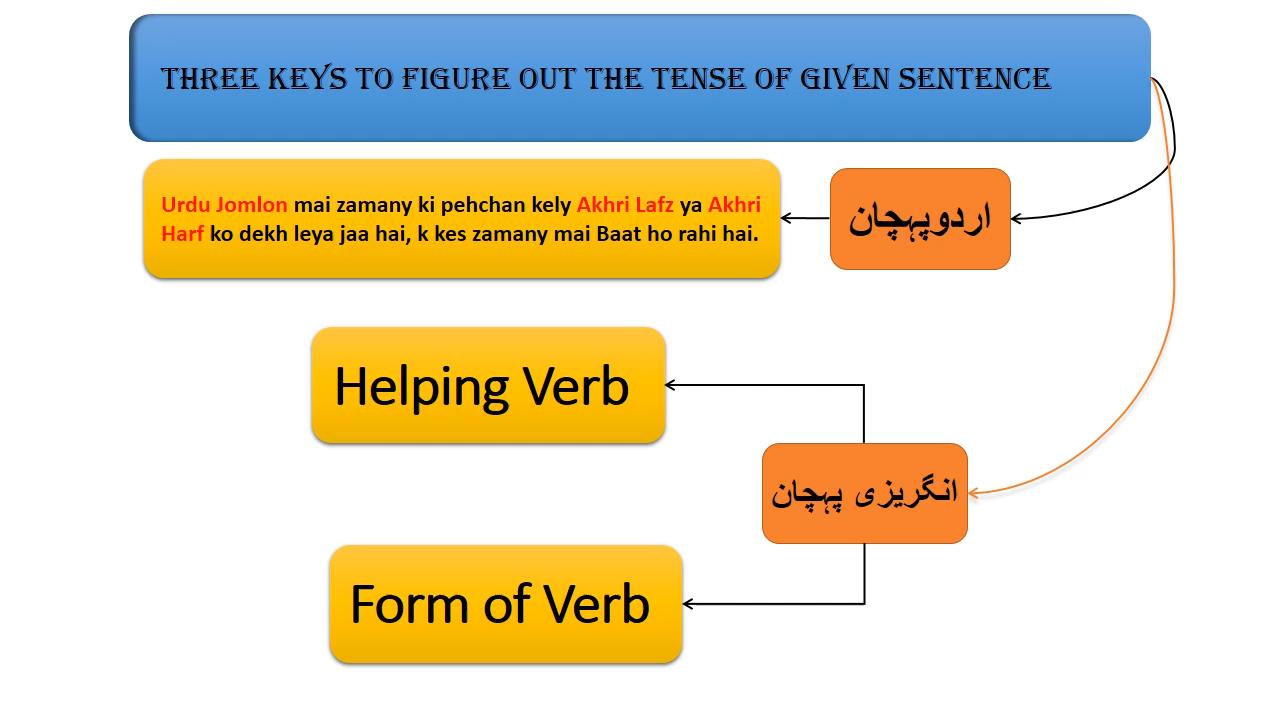 THREE KEYS TO FIGURE OUT THE TENSE OF GIVEN SENTENCE
اردوپہچان
Urdu Jomlon mai zamany ki pehchan kely Akhri Lafz ya Akhri
Harf ko dekh leya jaa hai, k kes zamany mai Baat ho rahi hai.
Helping Verb
انگریزی پہچان
Form of Verb